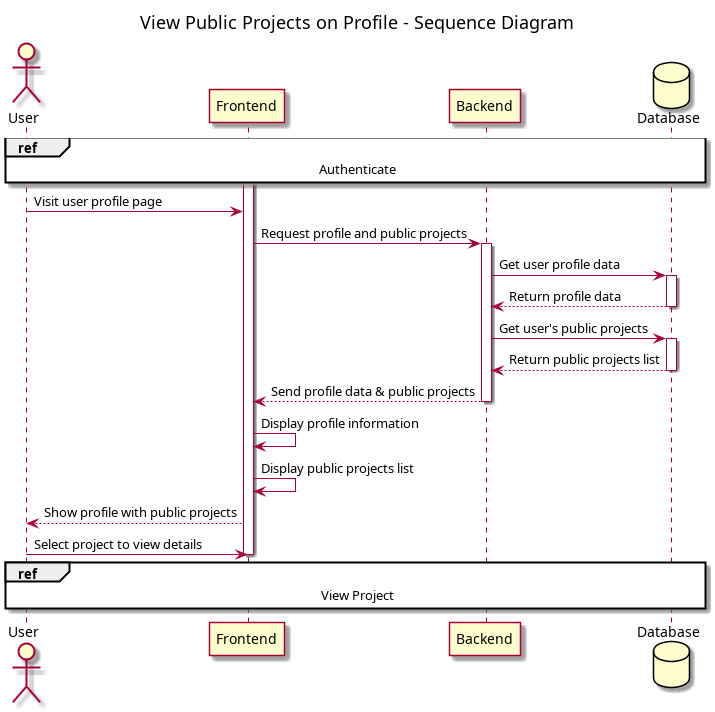 View Public Projects on Profile - Sequence Diagram
User
Frontend
Backend
Database
ref
Authenticate
Visit user profile page
Request profile and public projects
Get user profile data
Return profile data
Get user's public projects
Return public projects list
Send profile data & public projects
Display profile information
Display public projects list
Show profile with public projects
Select project to view details
ref
View Project
User
Frontend
Backend
Database